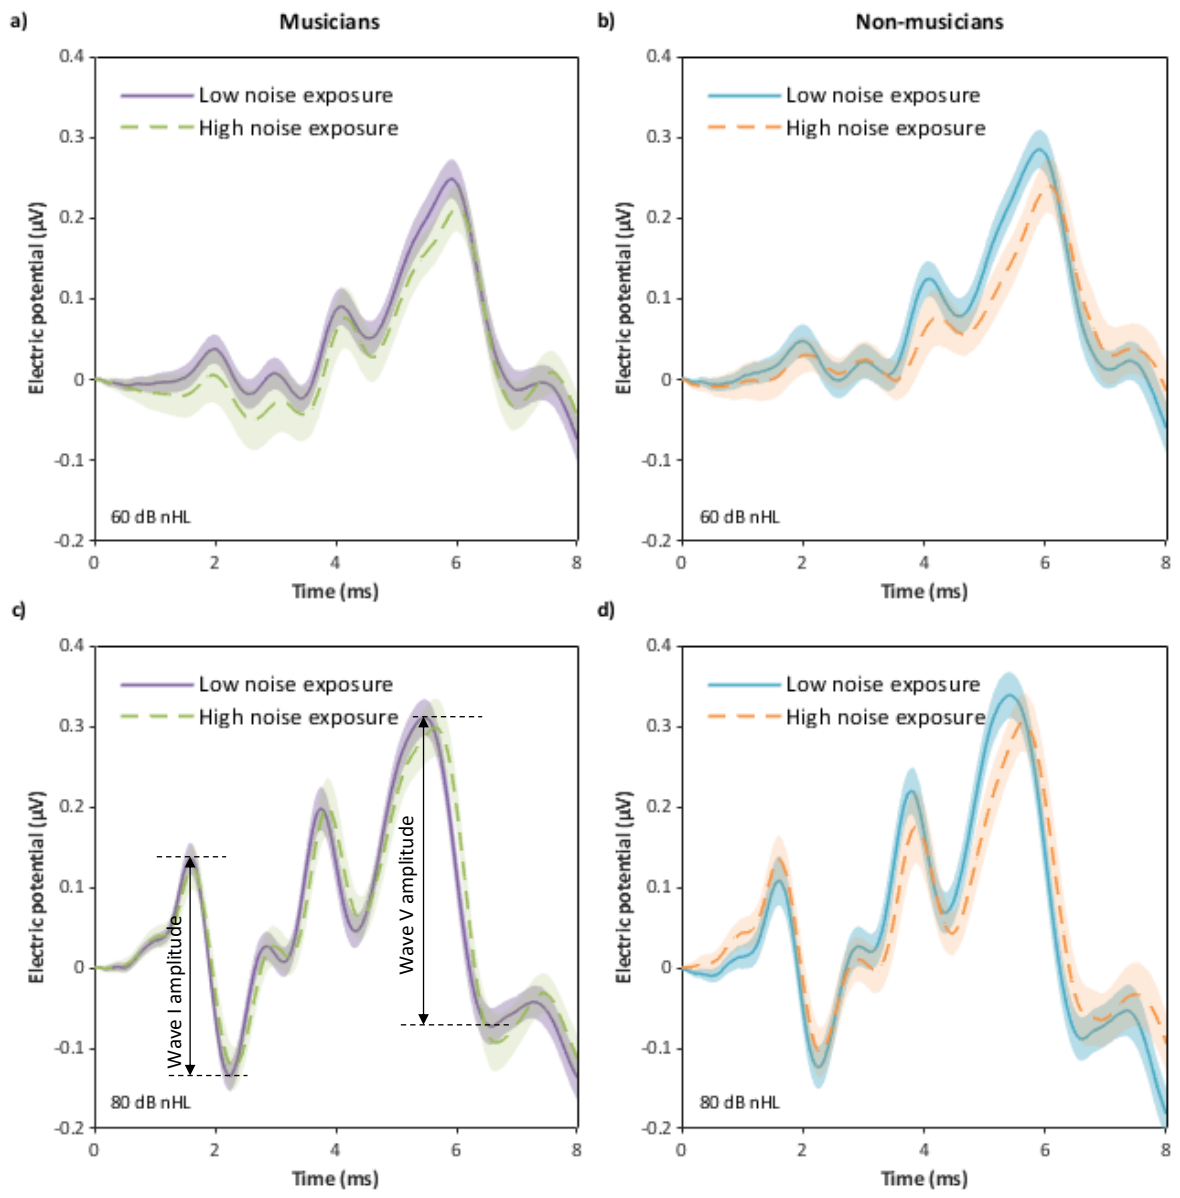 a) Musicians
b) Non-musicians
0.4
0.3
0.2
0.1
0
-0.1
-0.2
Electric potential (µV)
Low noise exposure
High noise exposure
60 dB nHL
0 2 4 6 8
Time (ms)
0.4
0.3
0.2
0.1
0
-0.1
-0.2
Electric potential (µV)
Low noise exposure
High noise exposure
60 dB nHL
0 2 4 6 8
Time (ms)
c)
0.4
0.3
0.2
0.1
0
-0.1
-0.2
Electric potential (µV)
Low noise exposure
High noise exposure
Wave I amplitude
Wave V amplitude
80 dB nHL
0 2 4 6 8
Time (ms)
d)
0.4
0.3
0.2
0.1
0
-0.1
-0.2
Electric potential (µV)
Low noise exposure
High noise exposure
80 dB nHL
0 2 4 6 8
Time (ms)